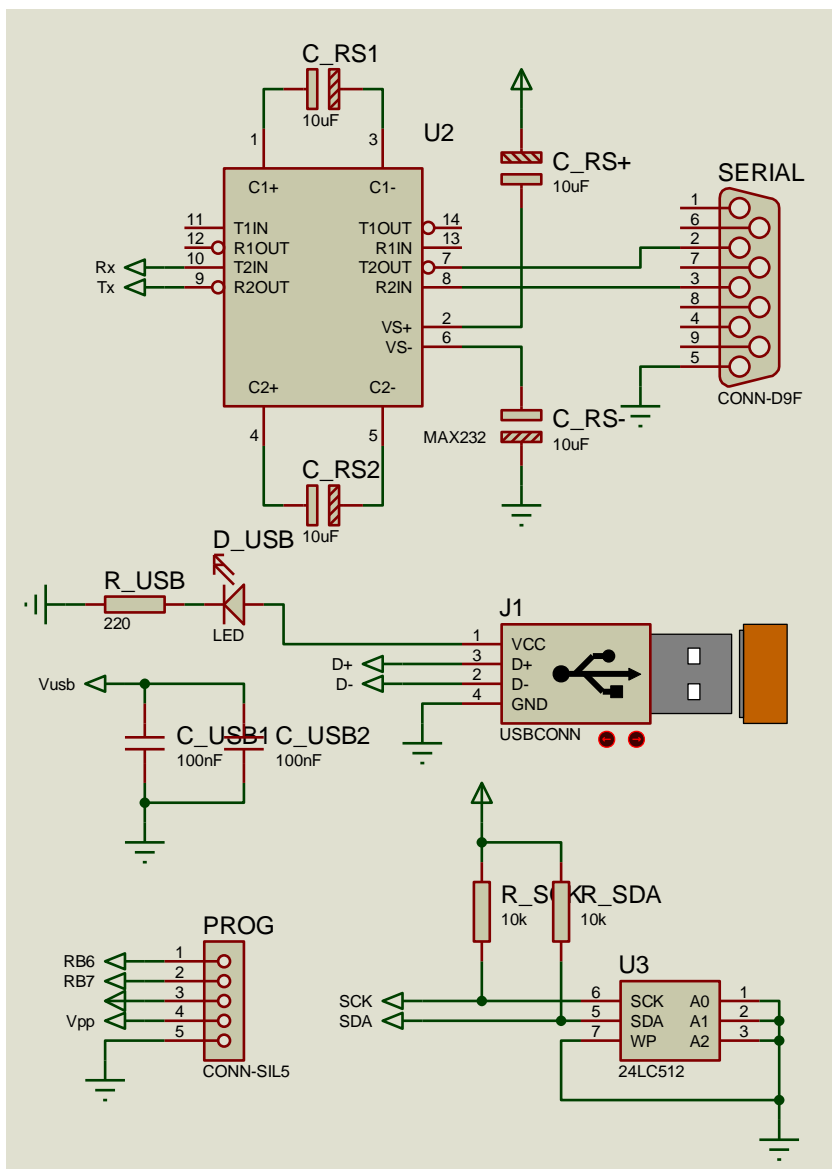 C_RS1
10uF
1
3
U2
C1+
C1-
11
T1IN
T1OUT
14
12
R1OUT
R1IN
13
Rx
10
T2IN
T2OUT
7
Tx
9
R2OUT
R2IN
8
VS+
2
VS-
6
C2+
C2-
4
5
MAX232
C_RS2
10uF
C_RS+
10uF
C_RS-
10uF
SERIAL
1
6
2
7
3
8
4
9
5
CONN-D9F
D_USB
R_USB
220
LED
J1
1
VCC
D+
3
D+
D-
2
D-
4
GND
USBCONN
Vusb
C_USB1
100nF
C_USB2
100nF
R_SCK
10k
R_SDA
10k
PROG
RB6
1
RB7
2
3
Vpp
4
5
CONN-SIL5
U3
SCK
6
SCK
A0
1
SDA
5
SDA
A1
2
7
WP
A2
3
24LC512